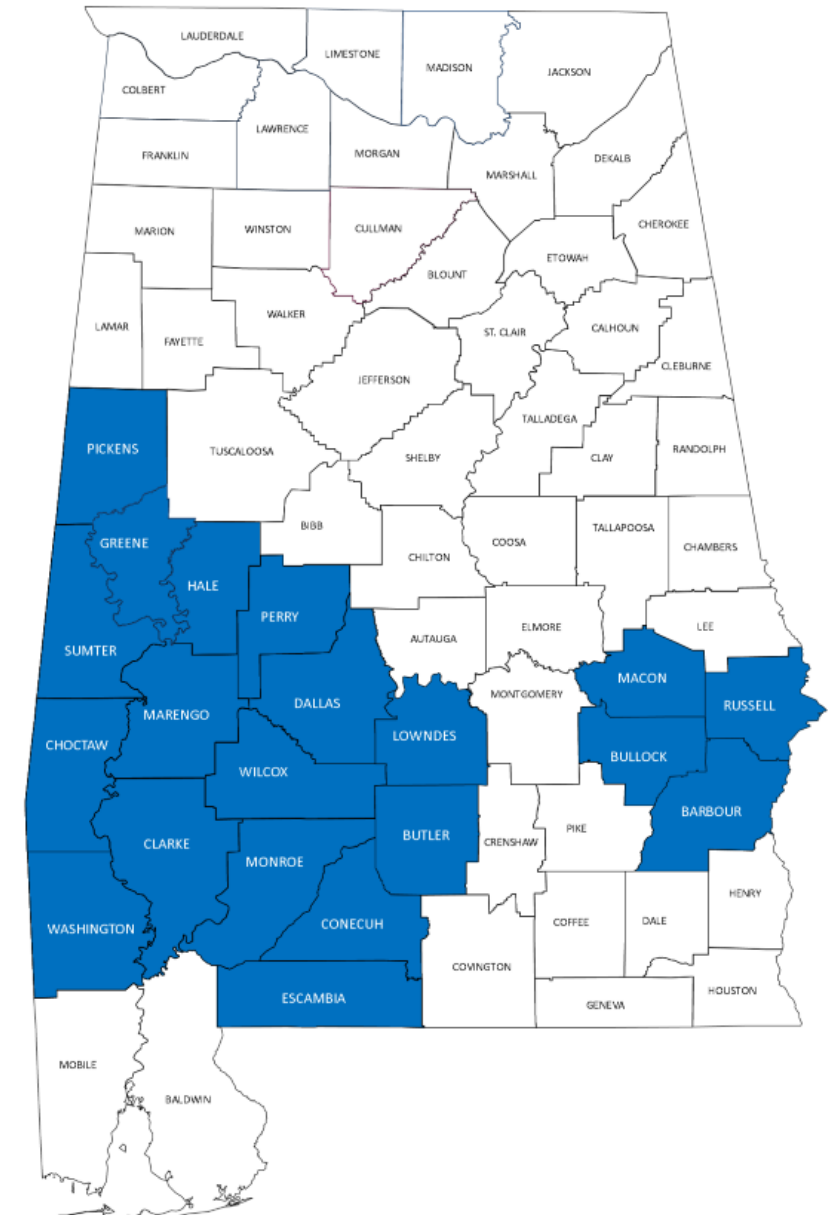 LAUDERDALE
LIMESTONE
MADISON
JACKSON
COLBERT
LAWRENCE
FRANKLIN
MORGAN
DEKALB
MARSHALL
CHEROKEE
MARION
WINSTON
CULLMAN
ETOWAH
BLOUNT
LAMAR
FAYETTE
WALKER
ST. CLAIR
CALHOUN
CLEBURNE
JEFFERSON
TALLADEGA
PICKENS
TUSCALOOSA
SHELBY
CLAY
RANDOLPH
BIBB
GREENE
COOSA
TALLAPOOSA
CHAMBERS
CHILTON
HALE
PERRY
AUTAUGA
ELMORE
LEE
SUMTER
MACON
MONTGOMERY
RUSSELL
DALLAS
MARENGO
LOWNDES
CHOCTAW
BULLOCK
WILCOX
BARBOUR
BUTLER
PIKE
CRENSHAW
CLARKE
MONROE
HENRY
WASHINGTON
CONECUH
COFFEE
DALE
COVINGTON
HOUSTON
ESCAMBIA
GENEVA
MOBILE
BALDWIN